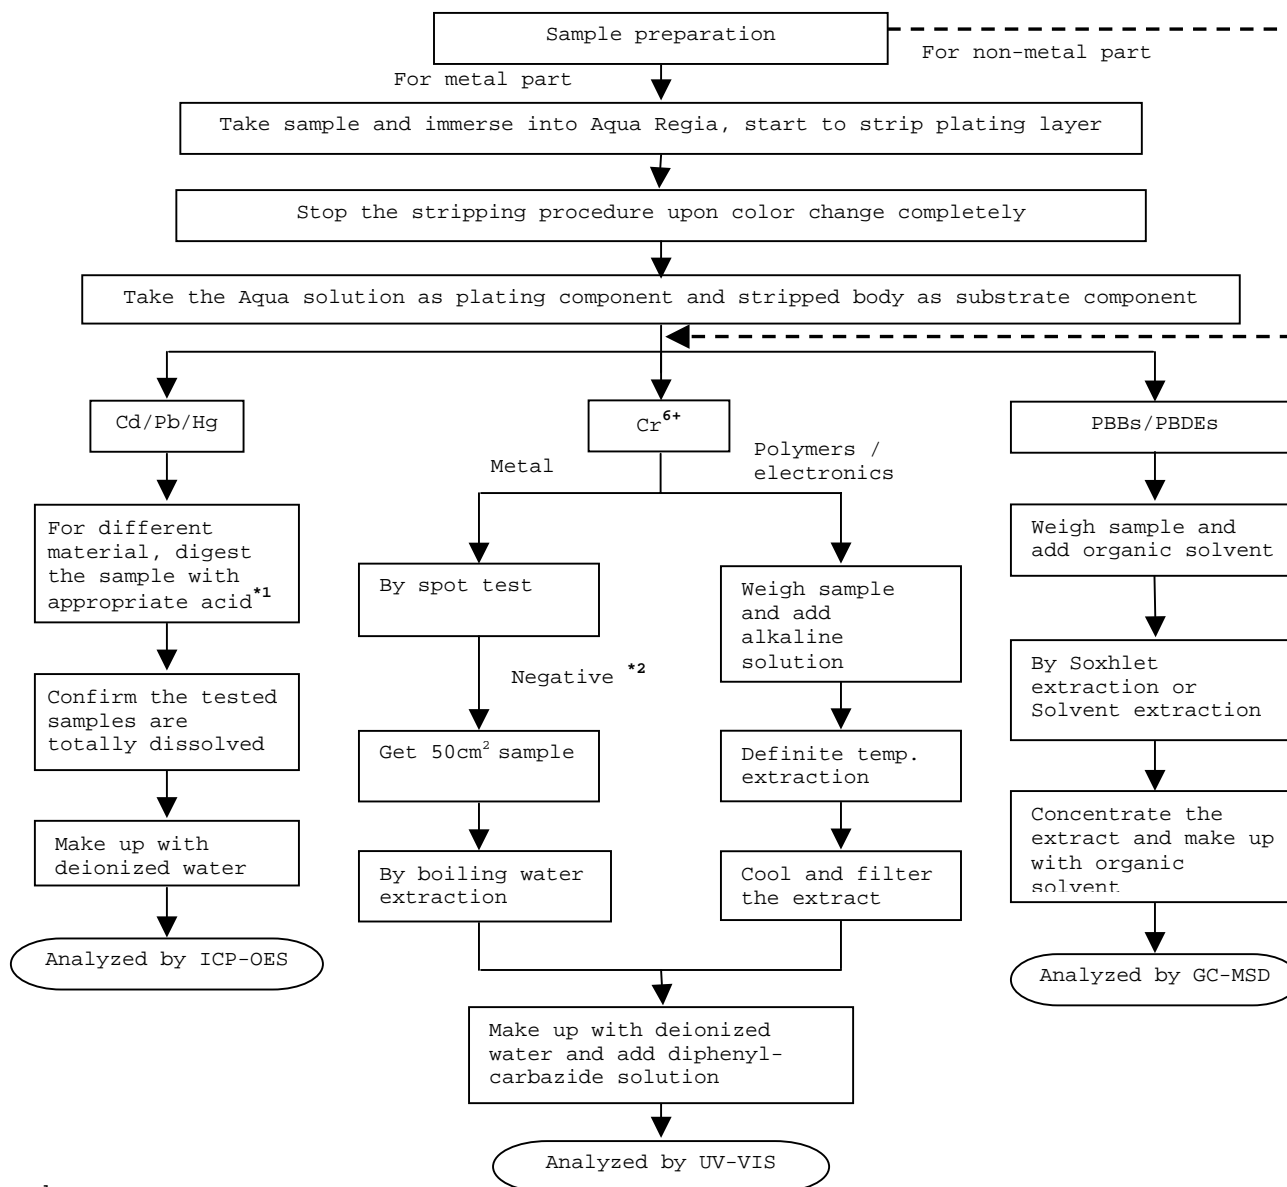 Sample preparation
For non-metal part
For metal part
Take sample and immerse into Aqua Regia, start to strip plating layer
Stop the stripping procedure upon color change completely
Take the Aqua solution as plating component and stripped body as substrate component
Cd/Pb/Hg
Cr6+
PBBs/PBDEs
Metal
Polymers /
electronics
For different
material, digest
the sample with
appropriate acid*1
Confirm the tested
samples are
totally dissolved
Make up with
deionized water
Analyzed by ICP-OES
By spot test
Negative *2
Get 50cm2 sample
By boiling water
extraction
Weigh sample
and add
alkaline
solution
Definite temp.
extraction
Cool and filter
the extract
Make up with deionized
water and add diphenyl-
carbazide solution
Analyzed by UV-VIS
Weigh sample and
add organic solvent
By Soxhlet
extraction or
Solvent extraction
Concentrate the
extract and make up
with organic
solvent
Analyzed by GC-MSD